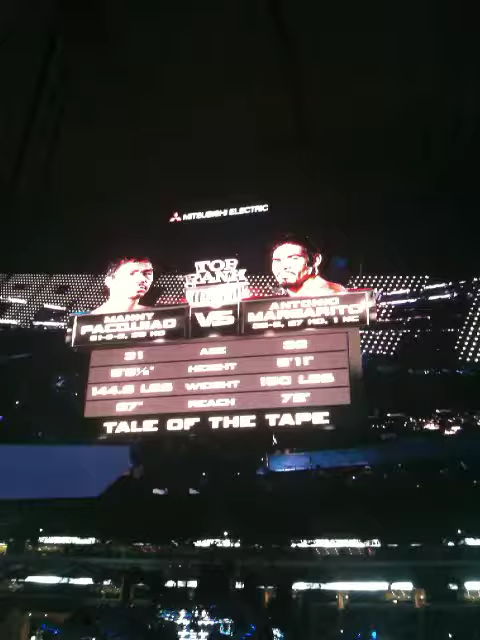 MITSUBISHI ELECTRIC
TOP
RANK
MANNY
PACQUIAO
VS
ANTONIO
MARGARITO
31 AGE 32
HEIGHT 5'11"
144.6 LBS WEIGHT 150 LBS
67" REACH 73"
TALE OF THE TAPE